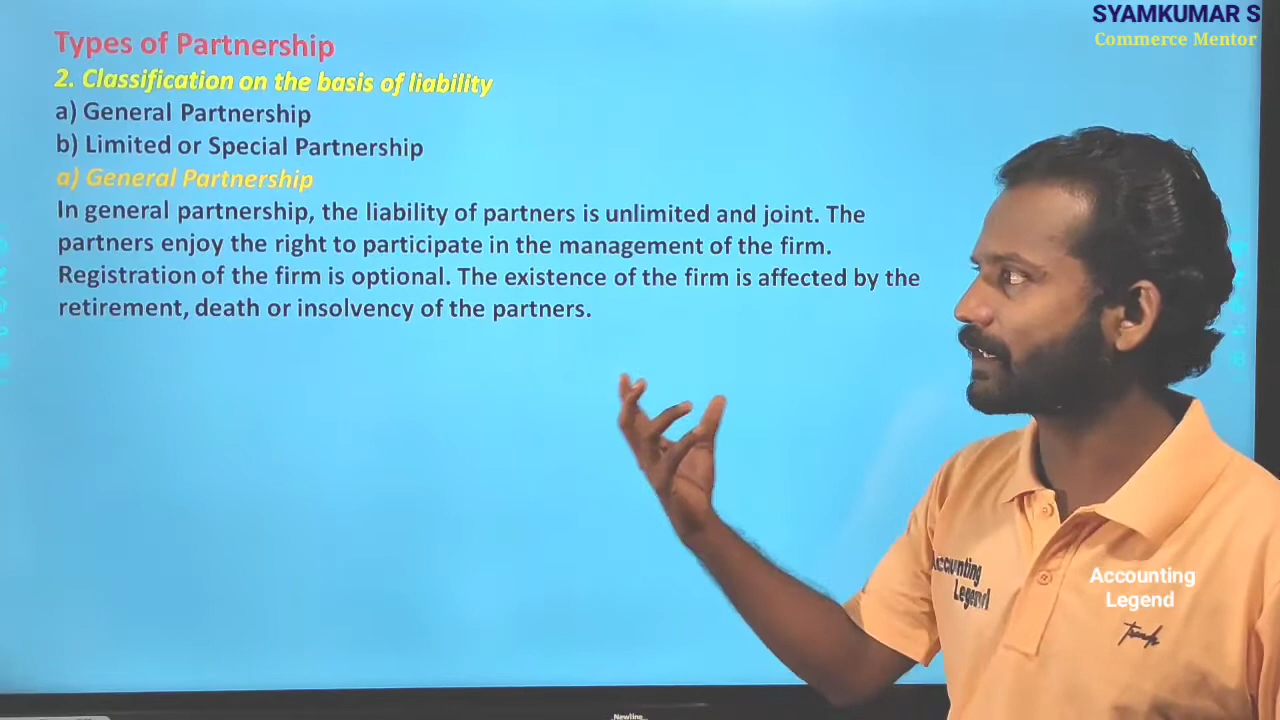 SYAMKUMAR S
Commerce Mentor
Types of Partnership
2. Classification on the basis of liability
a) General Partnership
b) Limited or Special Partnership
a) General Partnership
In general partnership, the liability of partners is unlimited and joint. The
partners enjoy the right to participate in the management of the firm.
Registration of the firm is optional. The existence of the firm is affected by the
retirement, death or insolvency of the partners.
Accounting
Legend
Accounting
Legend
Newline